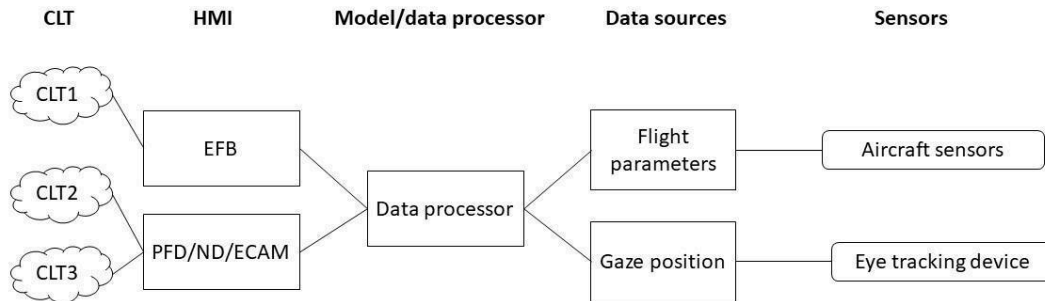 CLT HMI Model/data processor Data sources Sensors
CLT1
EFB
Flight
parameters
Aircraft sensors
CLT2
Data processor
PFD/ND/ECAM
Gaze position
Eye tracking device
CLT3